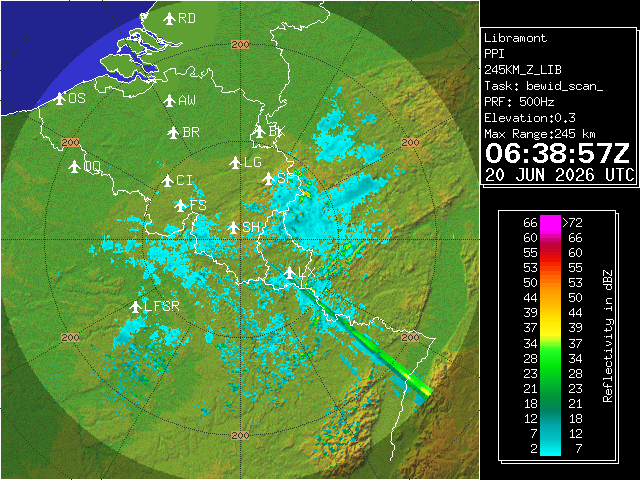 RD
200
OS
AW
BR
BK
200
200
OQ
LG
CI
S
FS
SH
LX
LFSR
200
200
200
Libramont
PPI
245KM_Z_LIB
Task: bewid_scan_
PRF: 500Hz
Elevation:0.3
Max Range:245 km
06:38:57Z
20 JUN 2026 UTC
66 >72
60 66
55 60
53 55
50 53
44 50
39 44
37 39
34 37
28 34
23 28
21 23
18 21
12 18
7 12
2 7
Reflectivity in dBZ